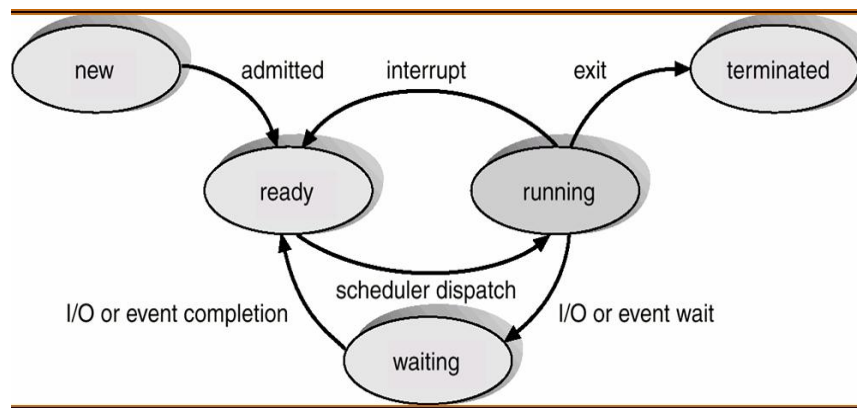 new
admitted
interrupt
exit
terminated
ready
running
scheduler dispatch
I/O or event completion
I/O or event wait
waiting